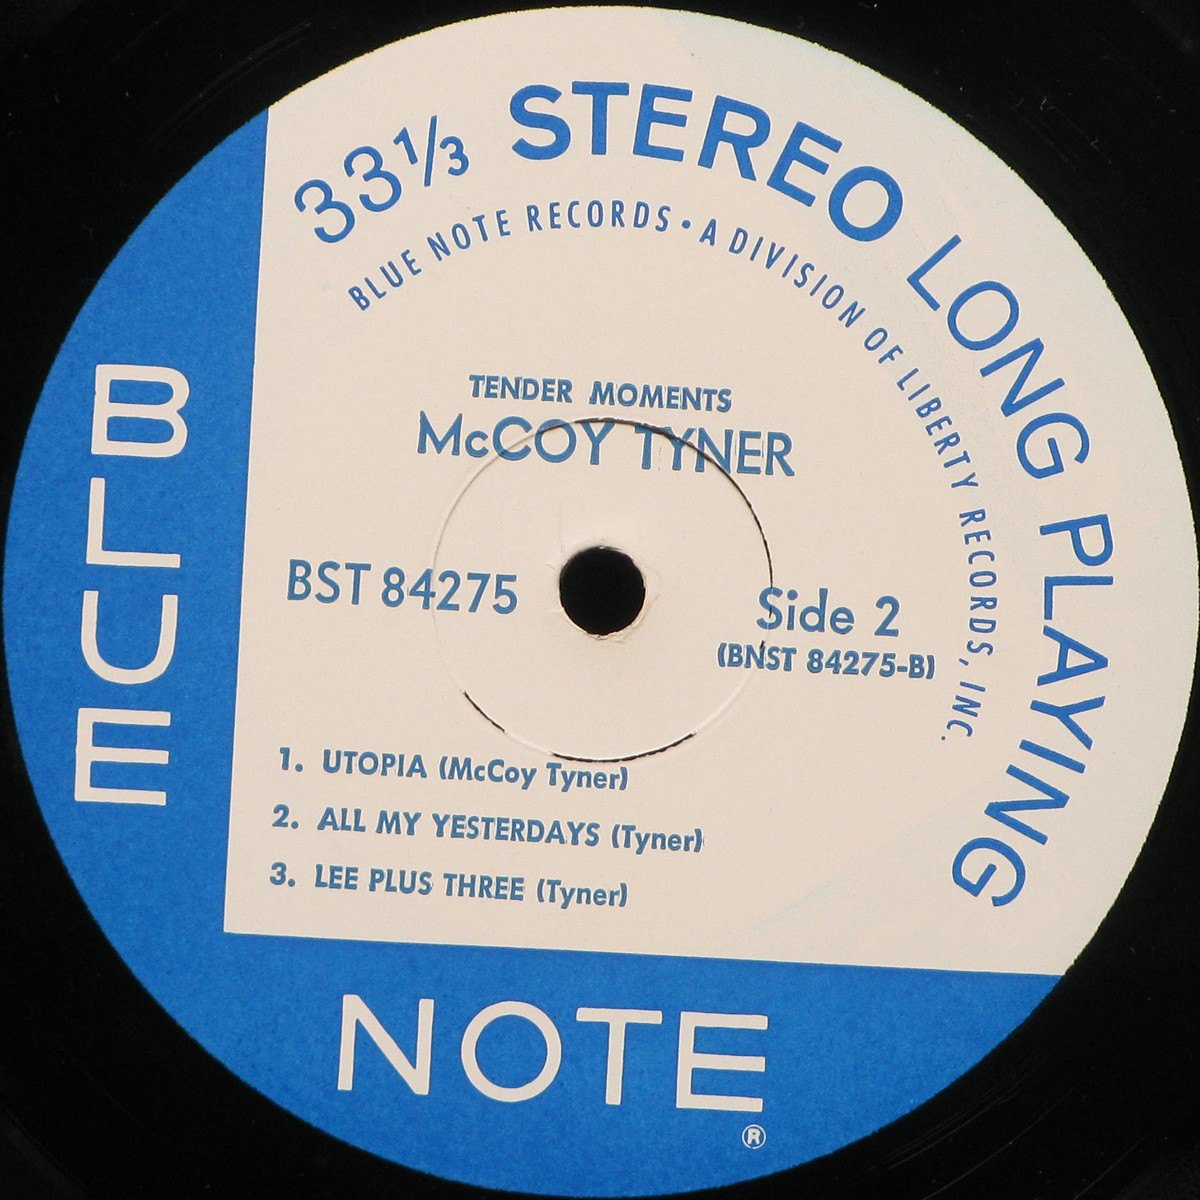 33 1/3 STEREO LONG PLAYING
BLUE NOTE RECORDS • A DIVISION OF LIBERTY RECORDS, INC.
TENDER MOMENTS
McCOY TYNER
BST 84275
Side 2
(BNST 84275-B)
1. UTOPIA (McCoy Tyner)
2. ALL MY YESTERDAYS (Tyner)
3. LEE PLUS THREE (Tyner)
BLUE
NOTE
®